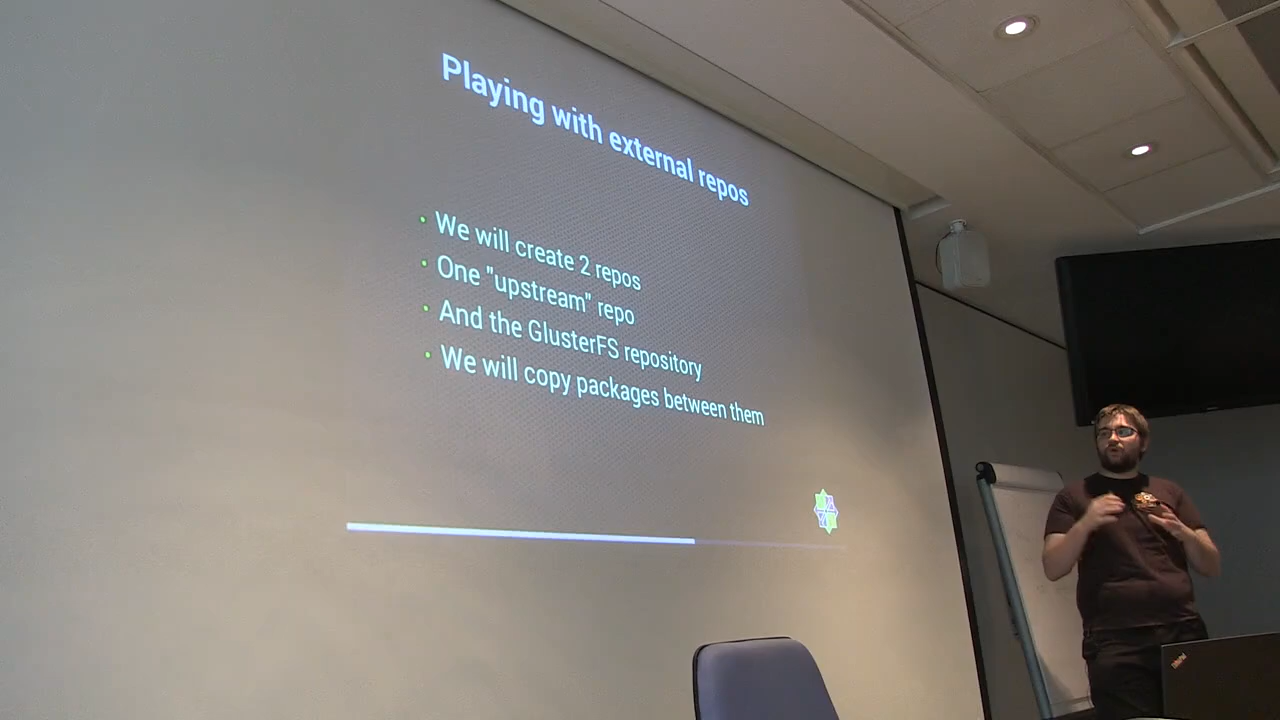 Playing with external repos
We will create 2 repos
One "upstream" repo
And the GlusterFS repository
We will copy packages between them
ThinkPad